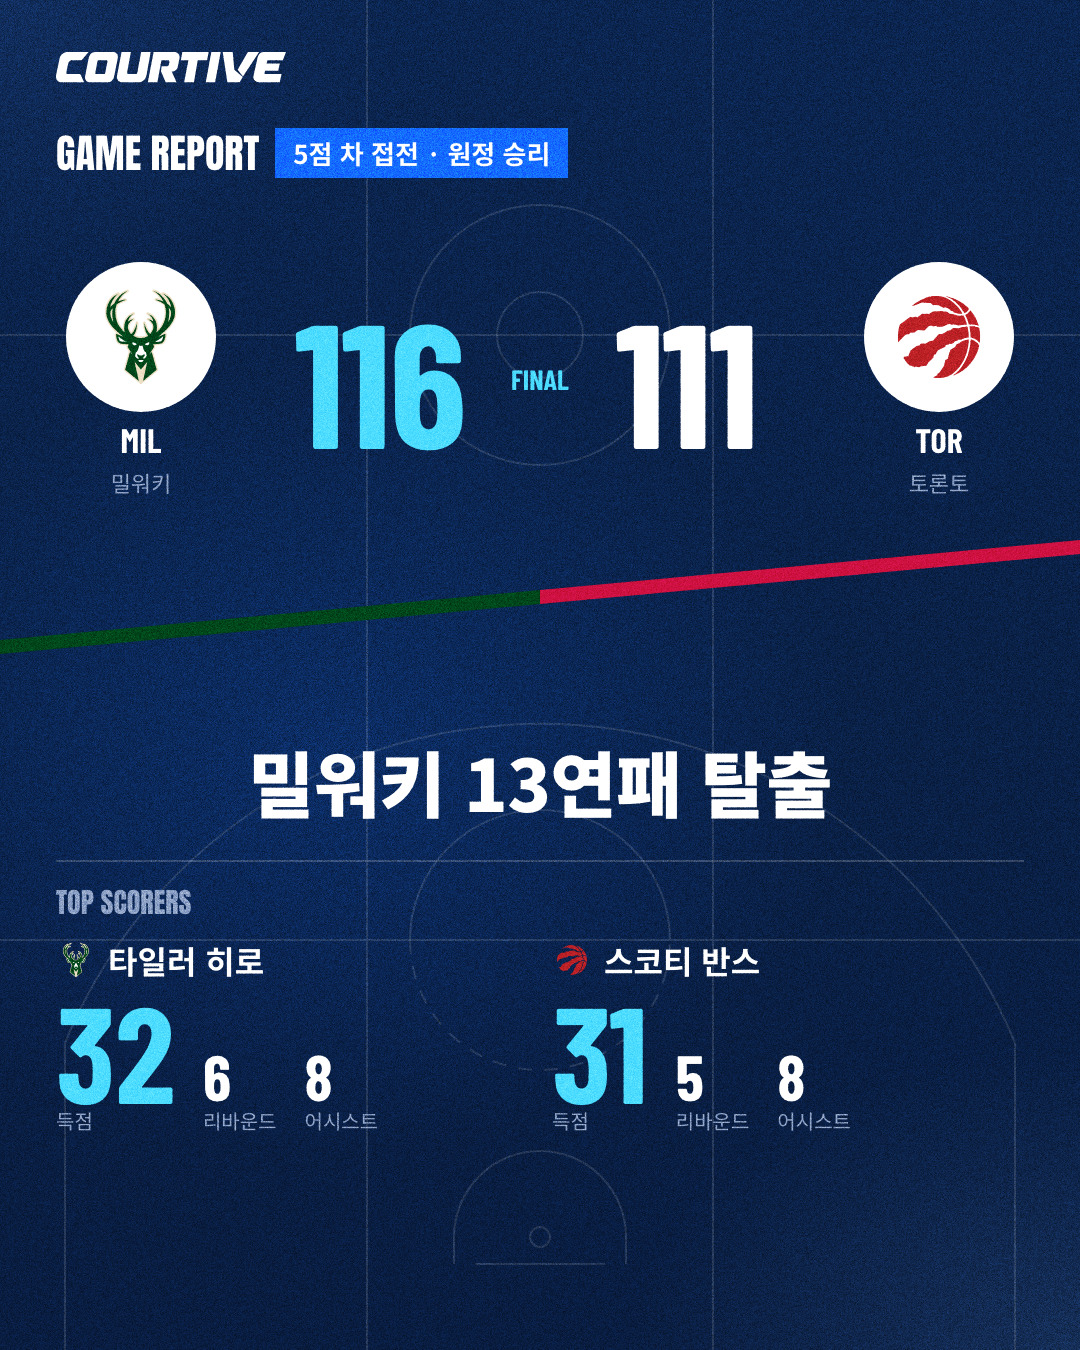 COURTIVE
GAME REPORT 5점 차 접전 · 원정 승리
116 FINAL 111
MIL TOR
밀워키 토론토
밀워키 13연패 탈출
TOP SCORERS
타일러 히로 스코티 반스
32 6 8 31 5 8
득점 리바운드 어시스트 득점 리바운드 어시스트